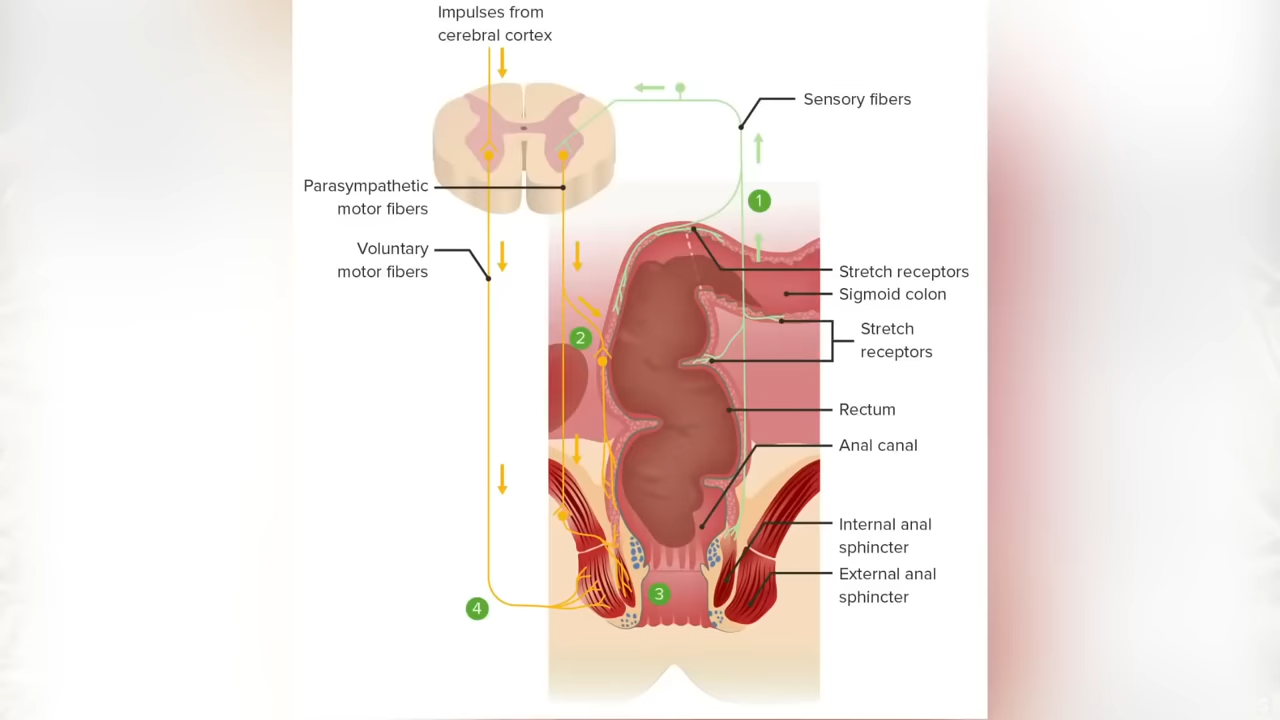 Impulses from
cerebral cortex
Sensory fibers
1
Parasympathetic
motor fibers
Voluntary
motor fibers
Stretch receptors
Sigmoid colon
2
Stretch
receptors
Rectum
Anal canal
Internal anal
sphincter
External anal
sphincter
3
4